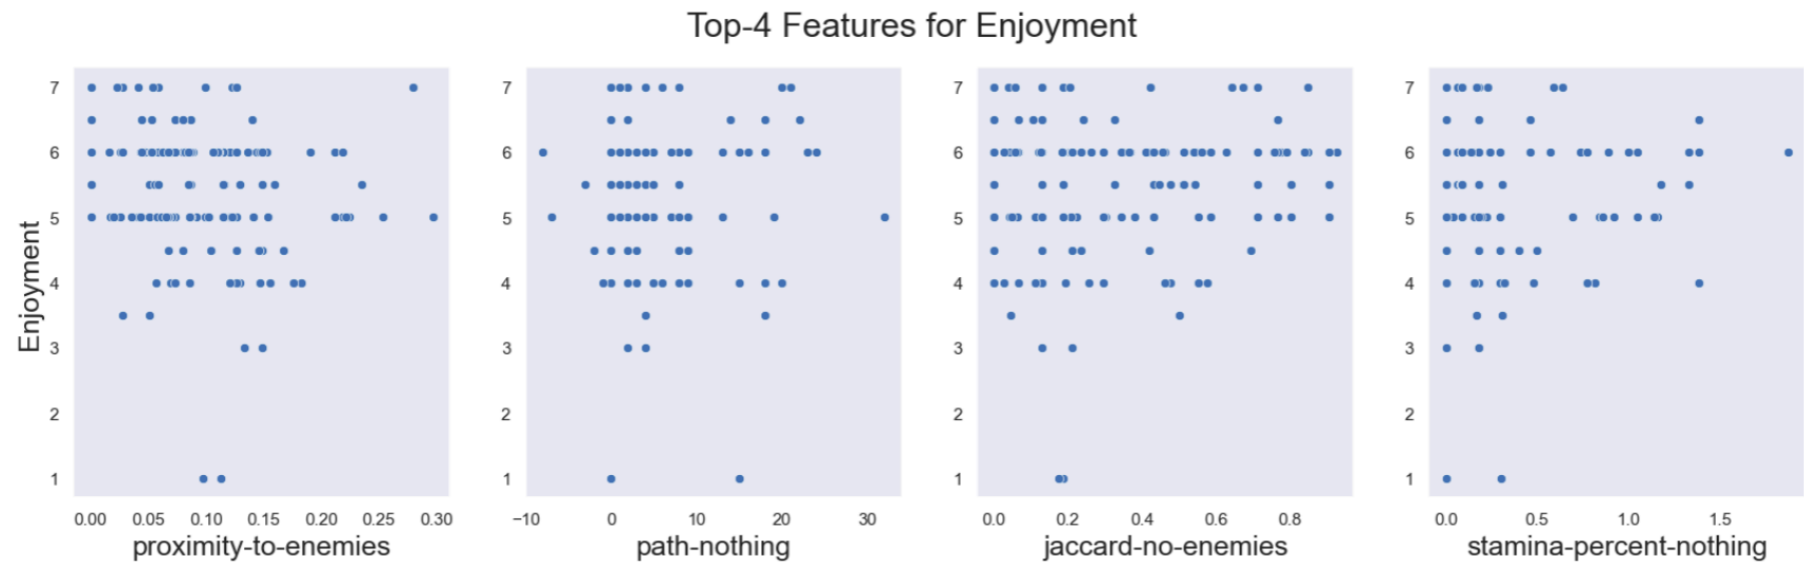 Top-4 Features for Enjoyment
Enjoyment
7
6
5
4
3
2
1
0.00 0.05 0.10 0.15 0.20 0.25 0.30
proximity-to-enemies
7
6
5
4
3
2
1
−10 0 10 20 30
path-nothing
7
6
5
4
3
2
1
0.0 0.2 0.4 0.6 0.8
jaccard-no-enemies
7
6
5
4
3
2
1
0.0 0.5 1.0 1.5
stamina-percent-nothing